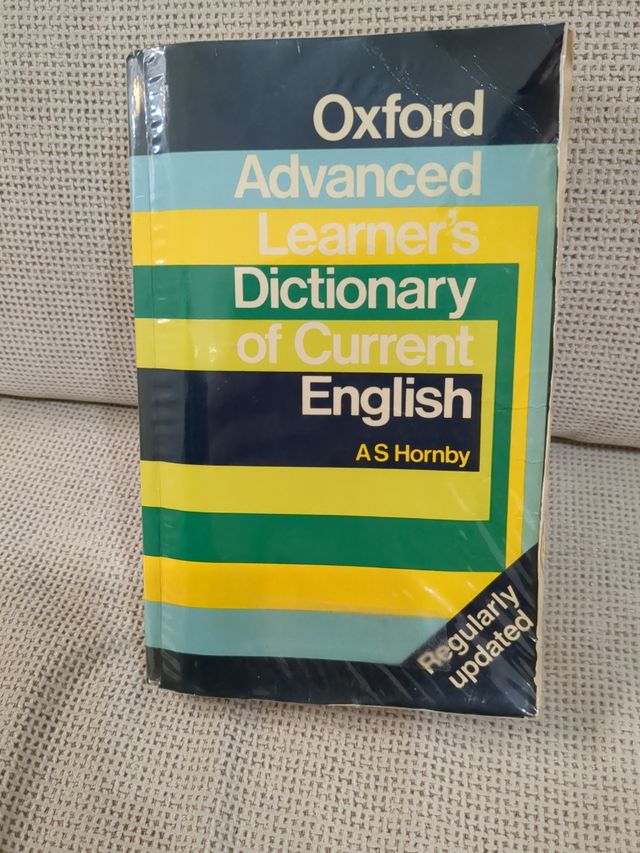 Oxford
Advanced
Learner's
Dictionary
of Current
English
A S Hornby
Regularly
updated